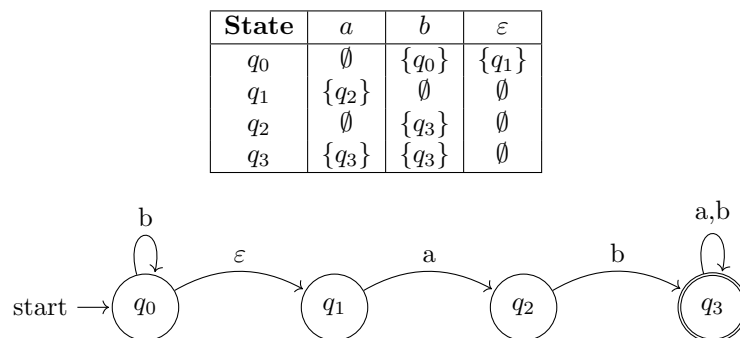 State a b ε
q0 ∅ {q0} {q1}
q1 {q2} ∅ ∅
q2 ∅ {q3} ∅
q3 {q3} {q3} ∅
b a,b
ε a b
start q0 q1 q2 q3